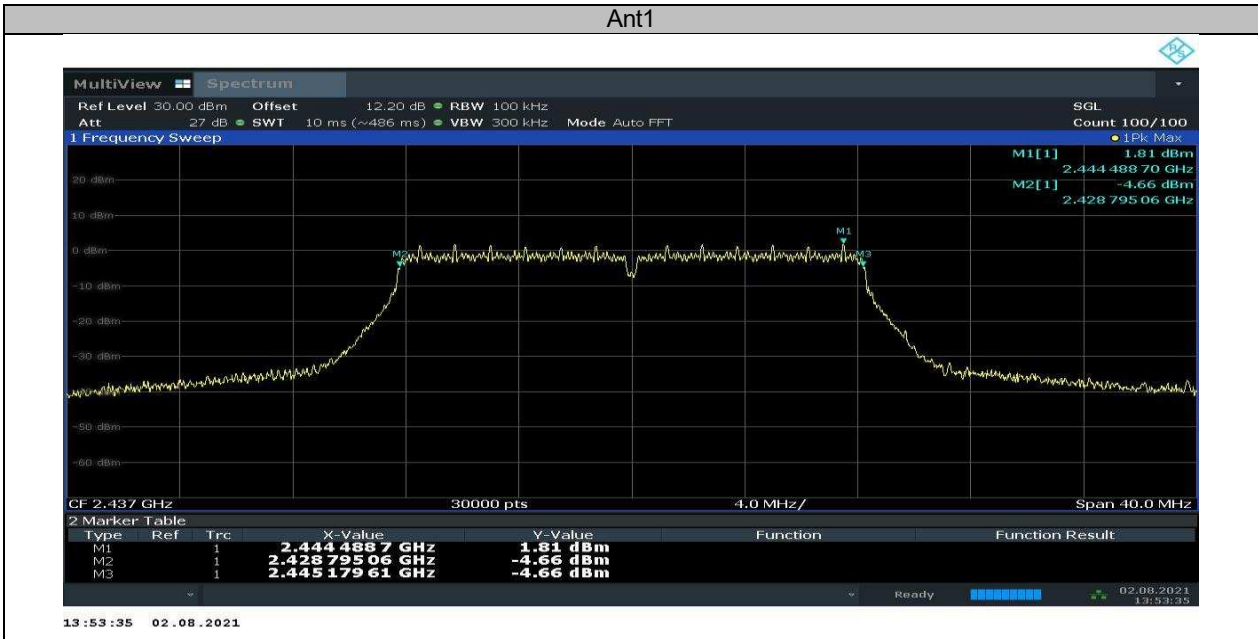 Ant1
R&S
MultiView Spectrum
Ref Level 30.00 dBm Offset 12.20 dB RBW 100 kHz SGL
Att 27 dB SWT 10 ms (~486 ms) VBW 300 kHz Mode Auto FFT Count 100/100
1 Frequency Sweep 1Pk Max
M1[1] 1.81 dBm
2.444 488 70 GHz
M2[1] -4.66 dBm
2.428 795 06 GHz
20 dBm
10 dBm
M1
0 dBm
M2 M3
-10 dBm
-20 dBm
-30 dBm
-50 dBm
-60 dBm
CF 2.437 GHz 30000 pts 4.0 MHz/ Span 40.0 MHz
2 Marker Table
Type Ref Trc X-Value Y-Value Function Function Result
M1 1 2.444 488 7 GHz 1.81 dBm
M2 1 2.428 795 06 GHz -4.66 dBm
M3 1 2.445 179 61 GHz -4.66 dBm
Ready 02.08.2021
13:53:35
13:53:35 02.08.2021